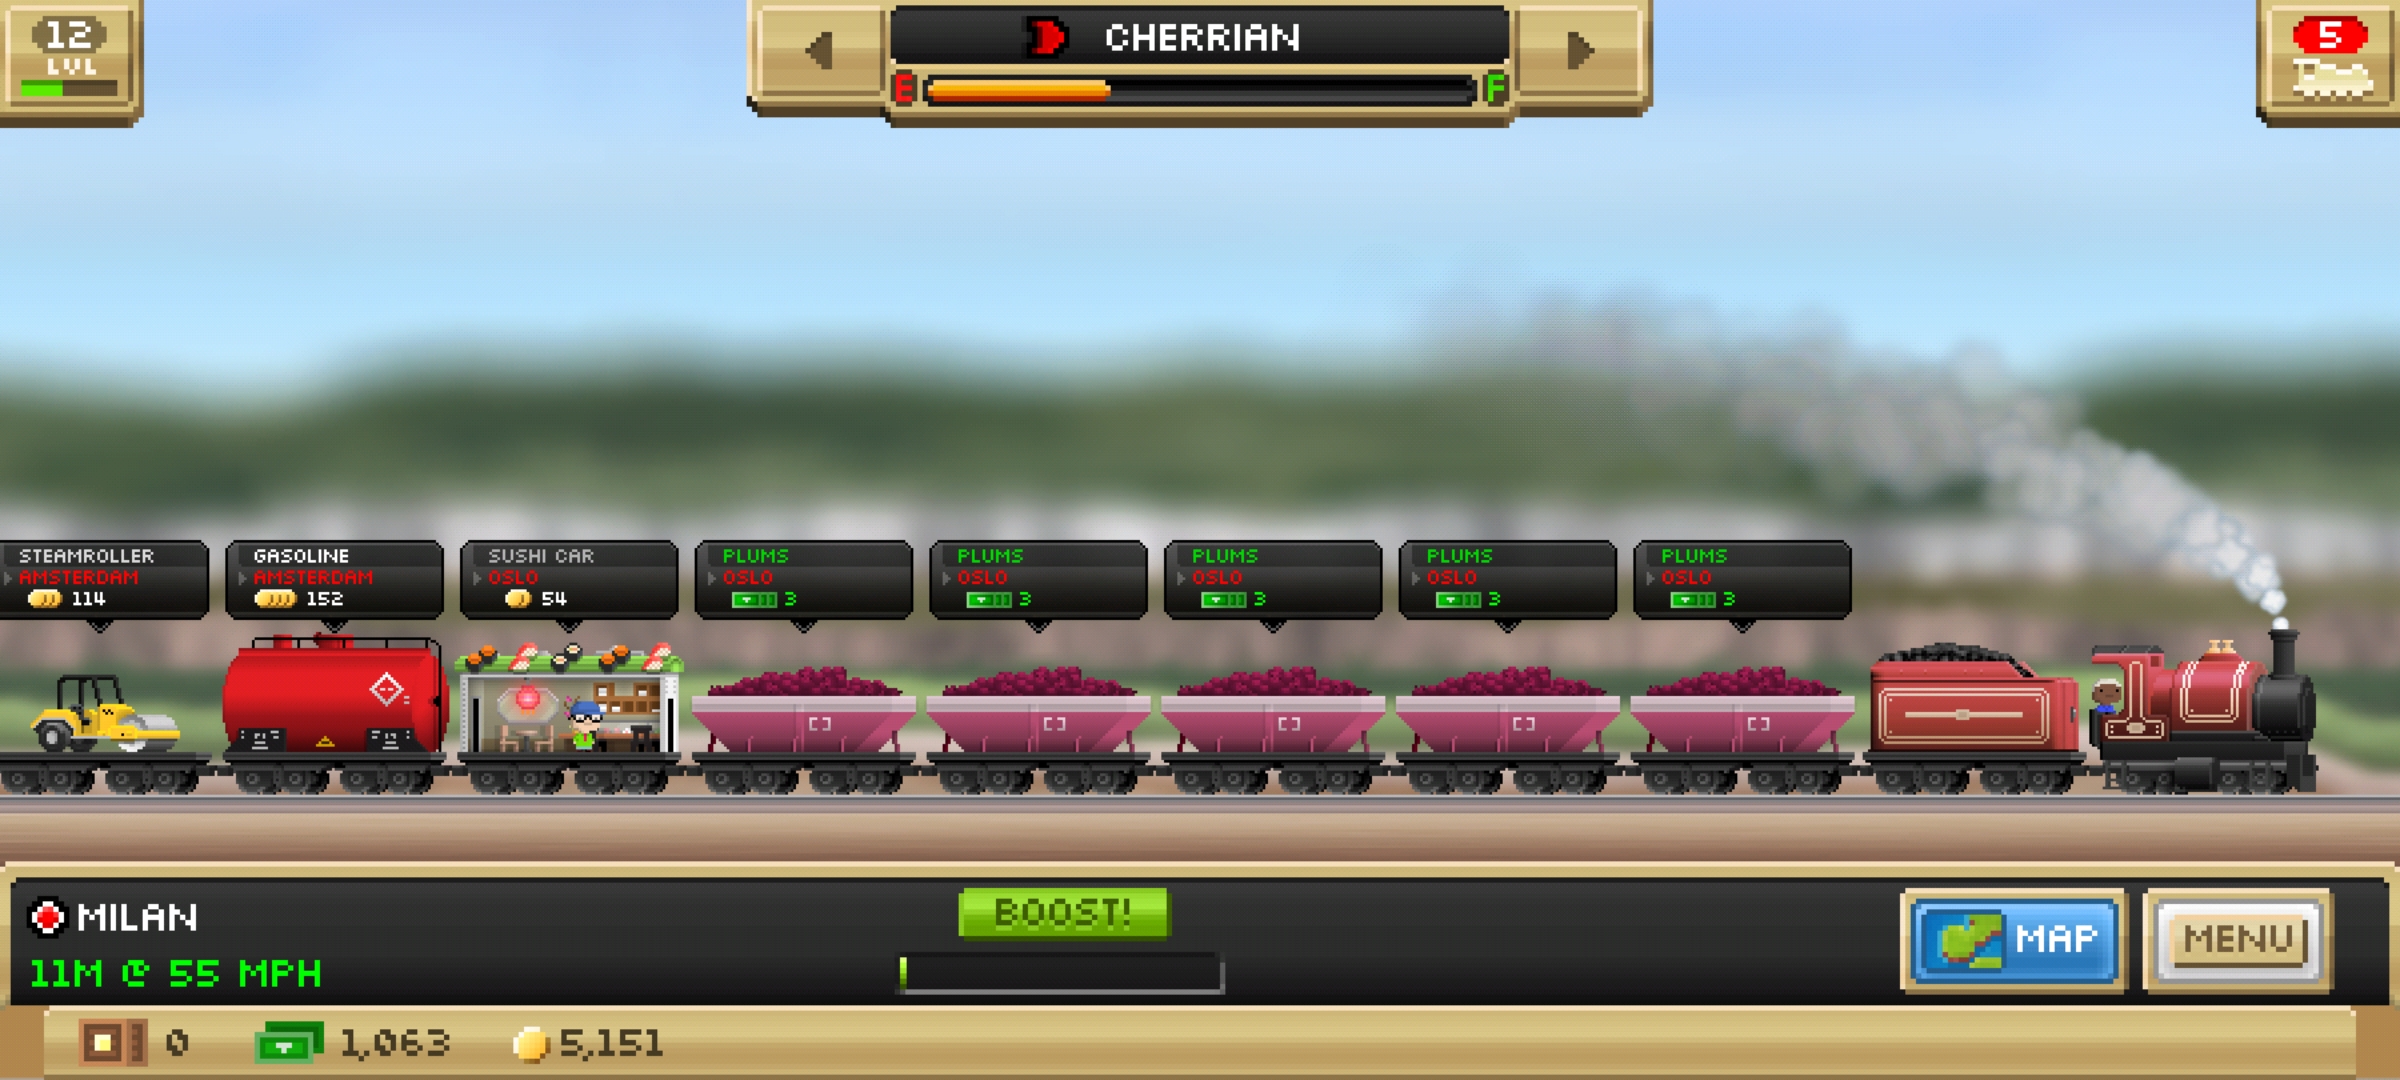 12
LVL
CHERRIAN
E
F
5
STEAMROLLER
AMSTERDAM
114
GASOLINE
AMSTERDAM
152
SUSHI CAR
OSLO
54
PLUMS
OSLO
3
PLUMS
OSLO
3
PLUMS
OSLO
3
PLUMS
OSLO
3
PLUMS
OSLO
3
MILAN
11M @ 55 MPH
BOOST!
MAP
MENU
0
1,063
5,151